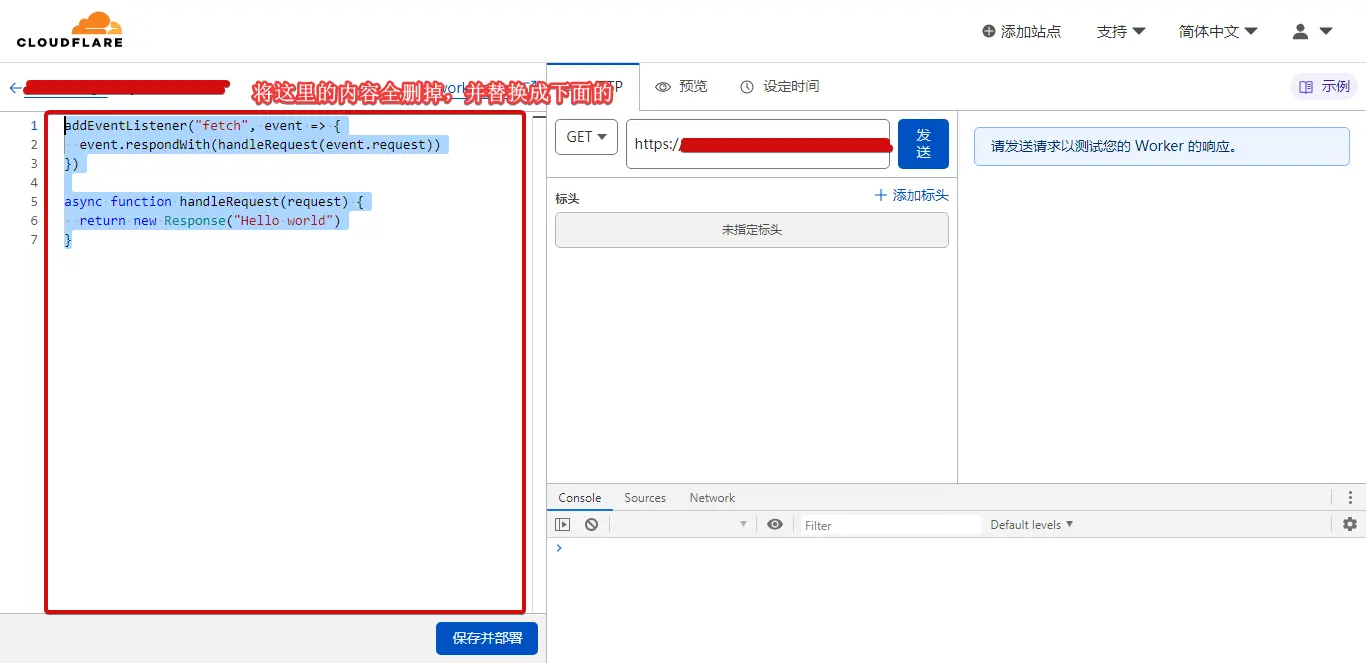 CLOUDFLARE
添加站点
支持
简体中文
将这里的内容全删掉，并替换成下面的
预览
设定时间
示例
1 addEventListener("fetch", event => {
2 event.respondWith(handleRequest(event.request))
3 })
4
5 async function handleRequest(request) {
6 return new Response("Hello world")
7 }
保存并部署
GET
https:/
发送
标头
添加标头
未指定标头
请发送请求以测试您的 Worker 的响应。
Console
Sources
Network
Filter
Default levels